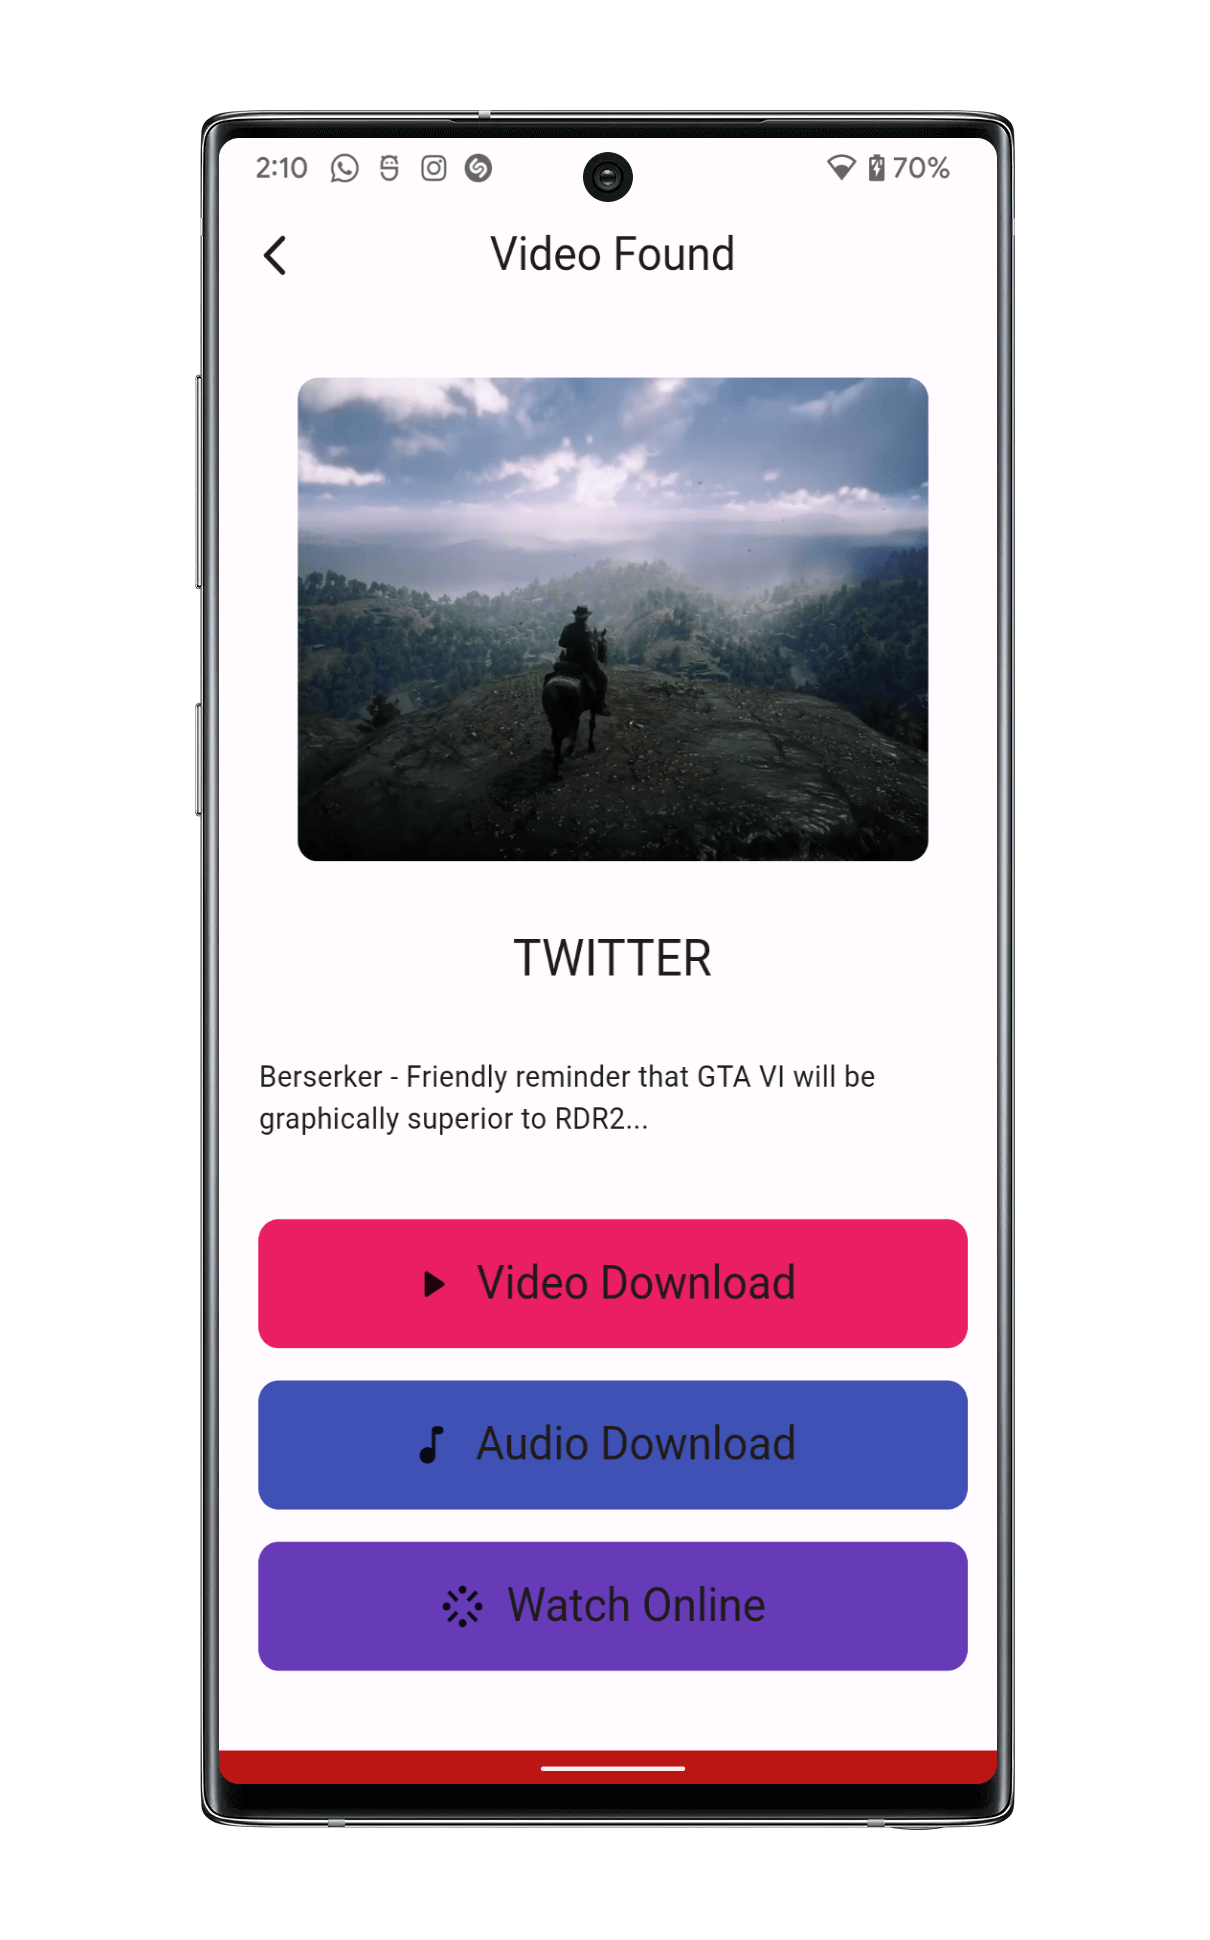 2:10 70%
Video Found
TWITTER
Berserker - Friendly reminder that GTA VI will be
graphically superior to RDR2...
Video Download
Audio Download
Watch Online